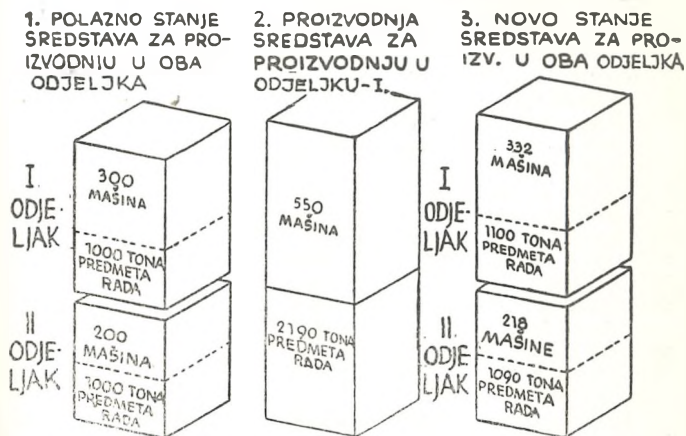 1. POLAZNO STANJE
SREDSTAVA ZA PRO-
IZVODNJU U OBA
ODJELJKA
I
ODJE-
LJAK
300
MAŠINA
1000 TONA
PREDMETA
RADA
II
ODJE-
LJAK
200
MAŠINA
1000 TONA
PREDMETA
RADA
2. PROIZVODNJA
SREDSTAVA ZA
PROIZVODNJU U
ODJELJKU-I.
550
MAŠINA
2190 TONA
PREDMETA
RADA
3. NOVO STANJE
SREDSTAVA ZA PRO-
IZV. U OBA ODJELJKA
I
ODJE-
LJAK
332
MAŠINA
1100 TONA
PREDMETA
RADA
II
ODJE-
LJAK
218
MAŠINE
1090 TONA
PREDMETA
RADA